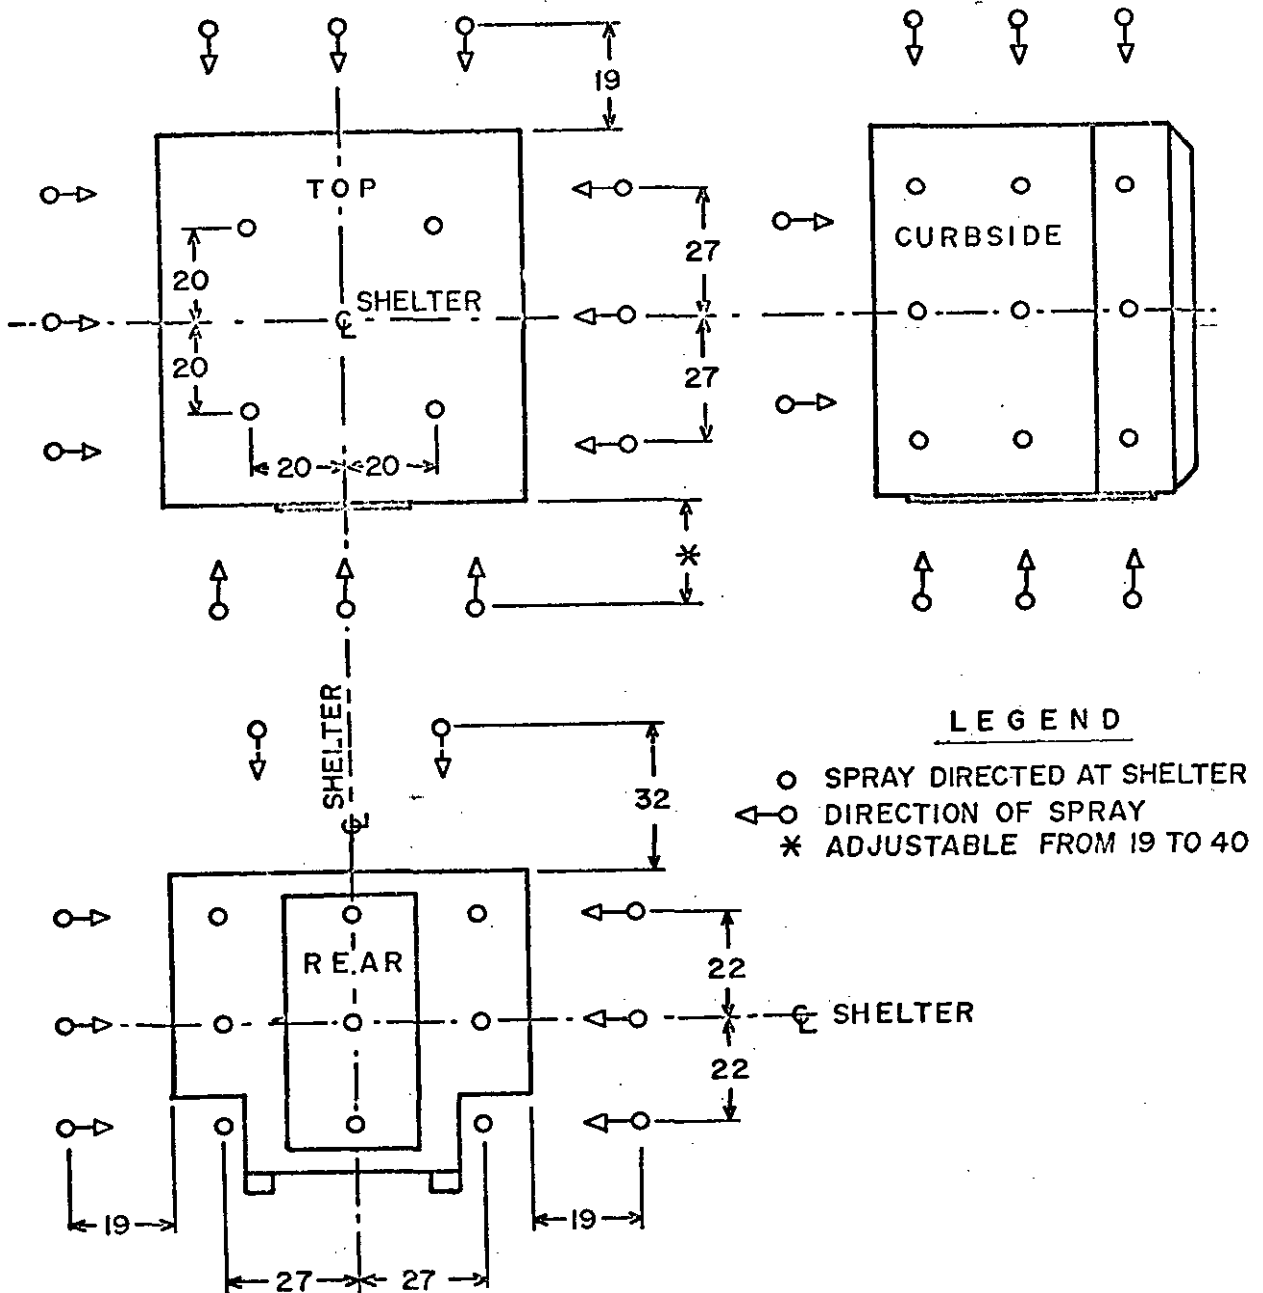 19
TOP
27
CURBSIDE
20
℄ SHELTER
20
27
20 20
*
℄ SHELTER
LEGEND
SPRAY DIRECTED AT SHELTER
DIRECTION OF SPRAY
* ADJUSTABLE FROM 19 TO 40
32
REAR
22
℄ SHELTER
22
19
19
27 27